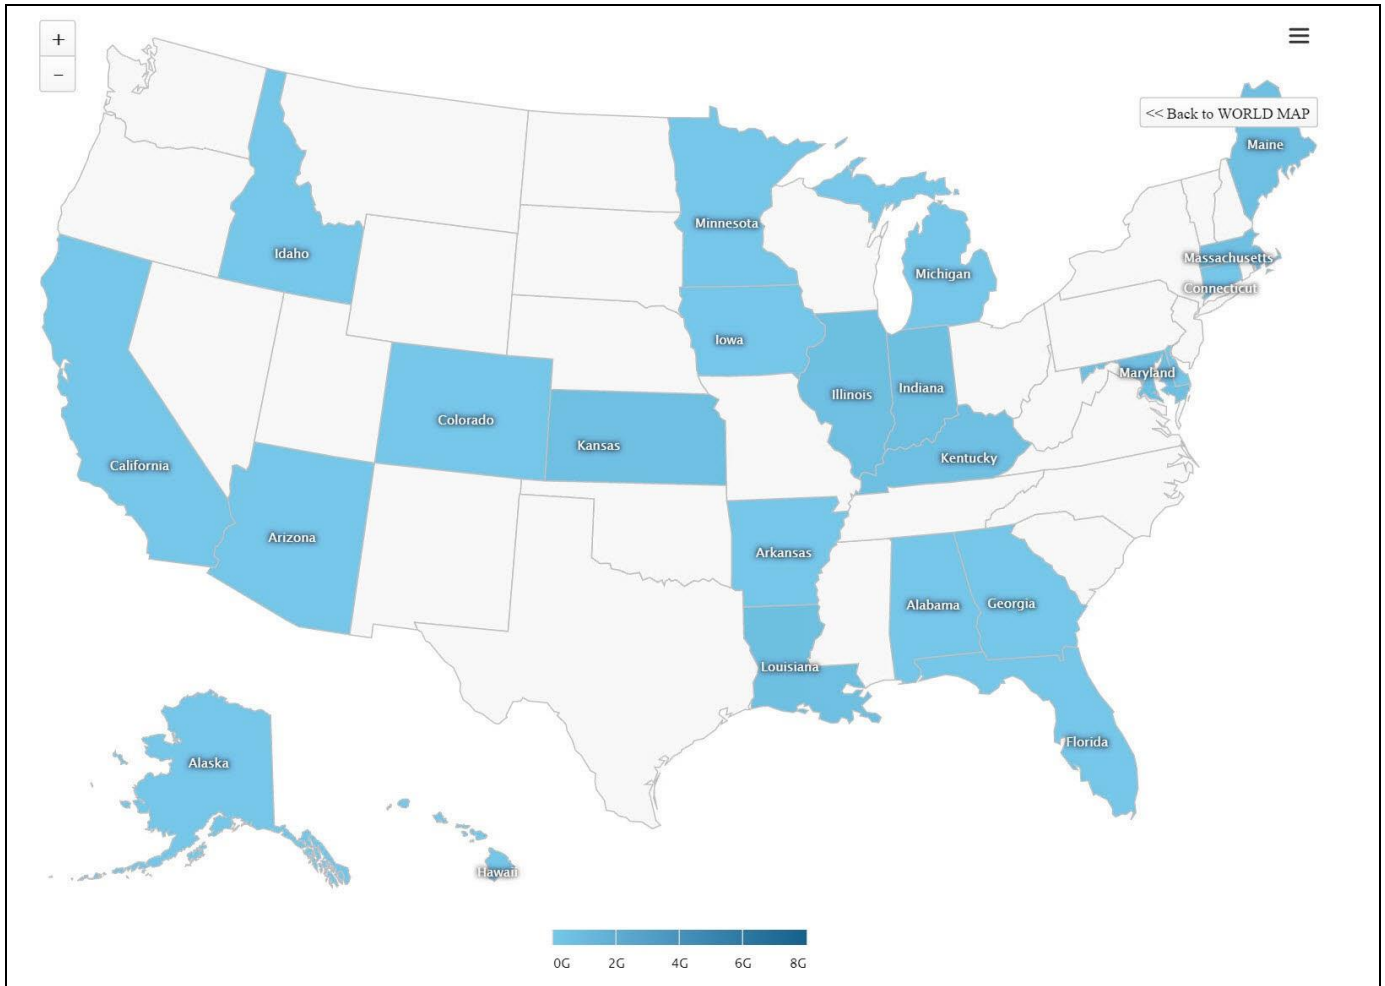 +
−
<< Back to WORLD MAP
Maine
Minnesota
Idaho
Massachusetts
Michigan
Connecticut
Iowa
Maryland
Indiana
Illinois
Colorado
Kansas
Kentucky
California
Arizona
Arkansas
Alabama
Georgia
Louisiana
Florida
Alaska
Hawaii
0G 2G 4G 6G 8G